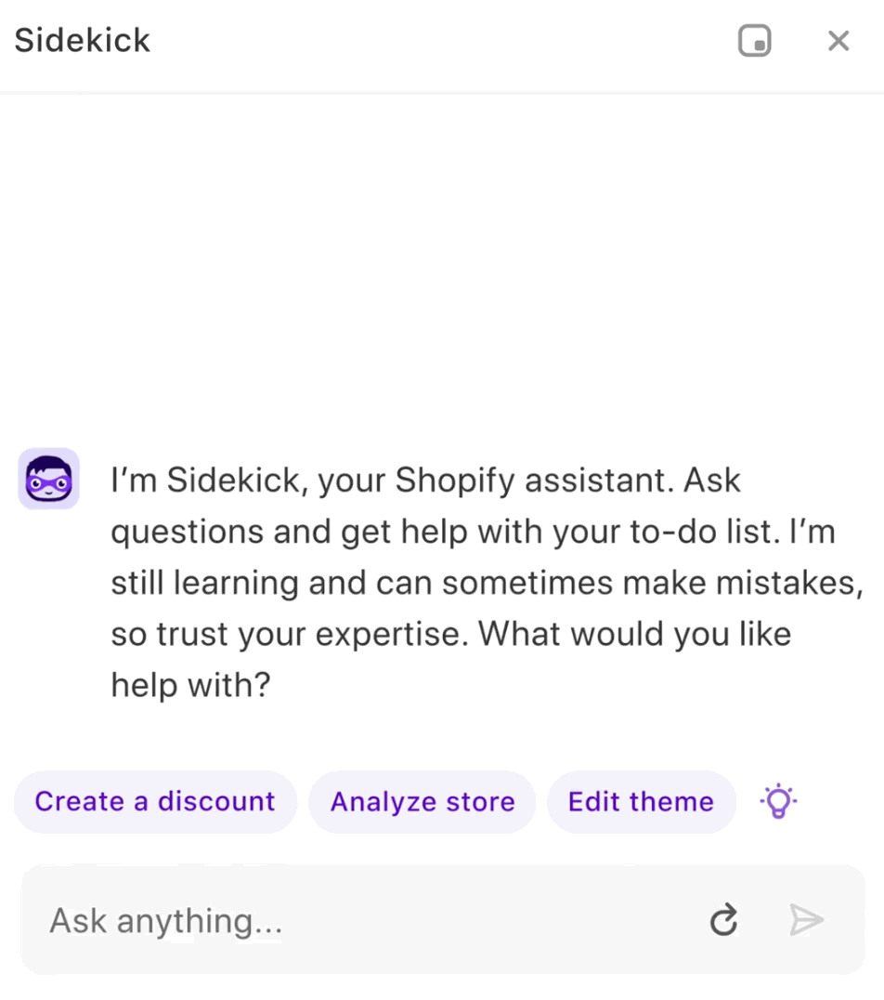 Sidekick
I’m Sidekick, your Shopify assistant. Ask
questions and get help with your to-do list. I’m
still learning and can sometimes make mistakes,
so trust your expertise. What would you like
help with?
Create a discount
Analyze store
Edit theme
Ask anything...